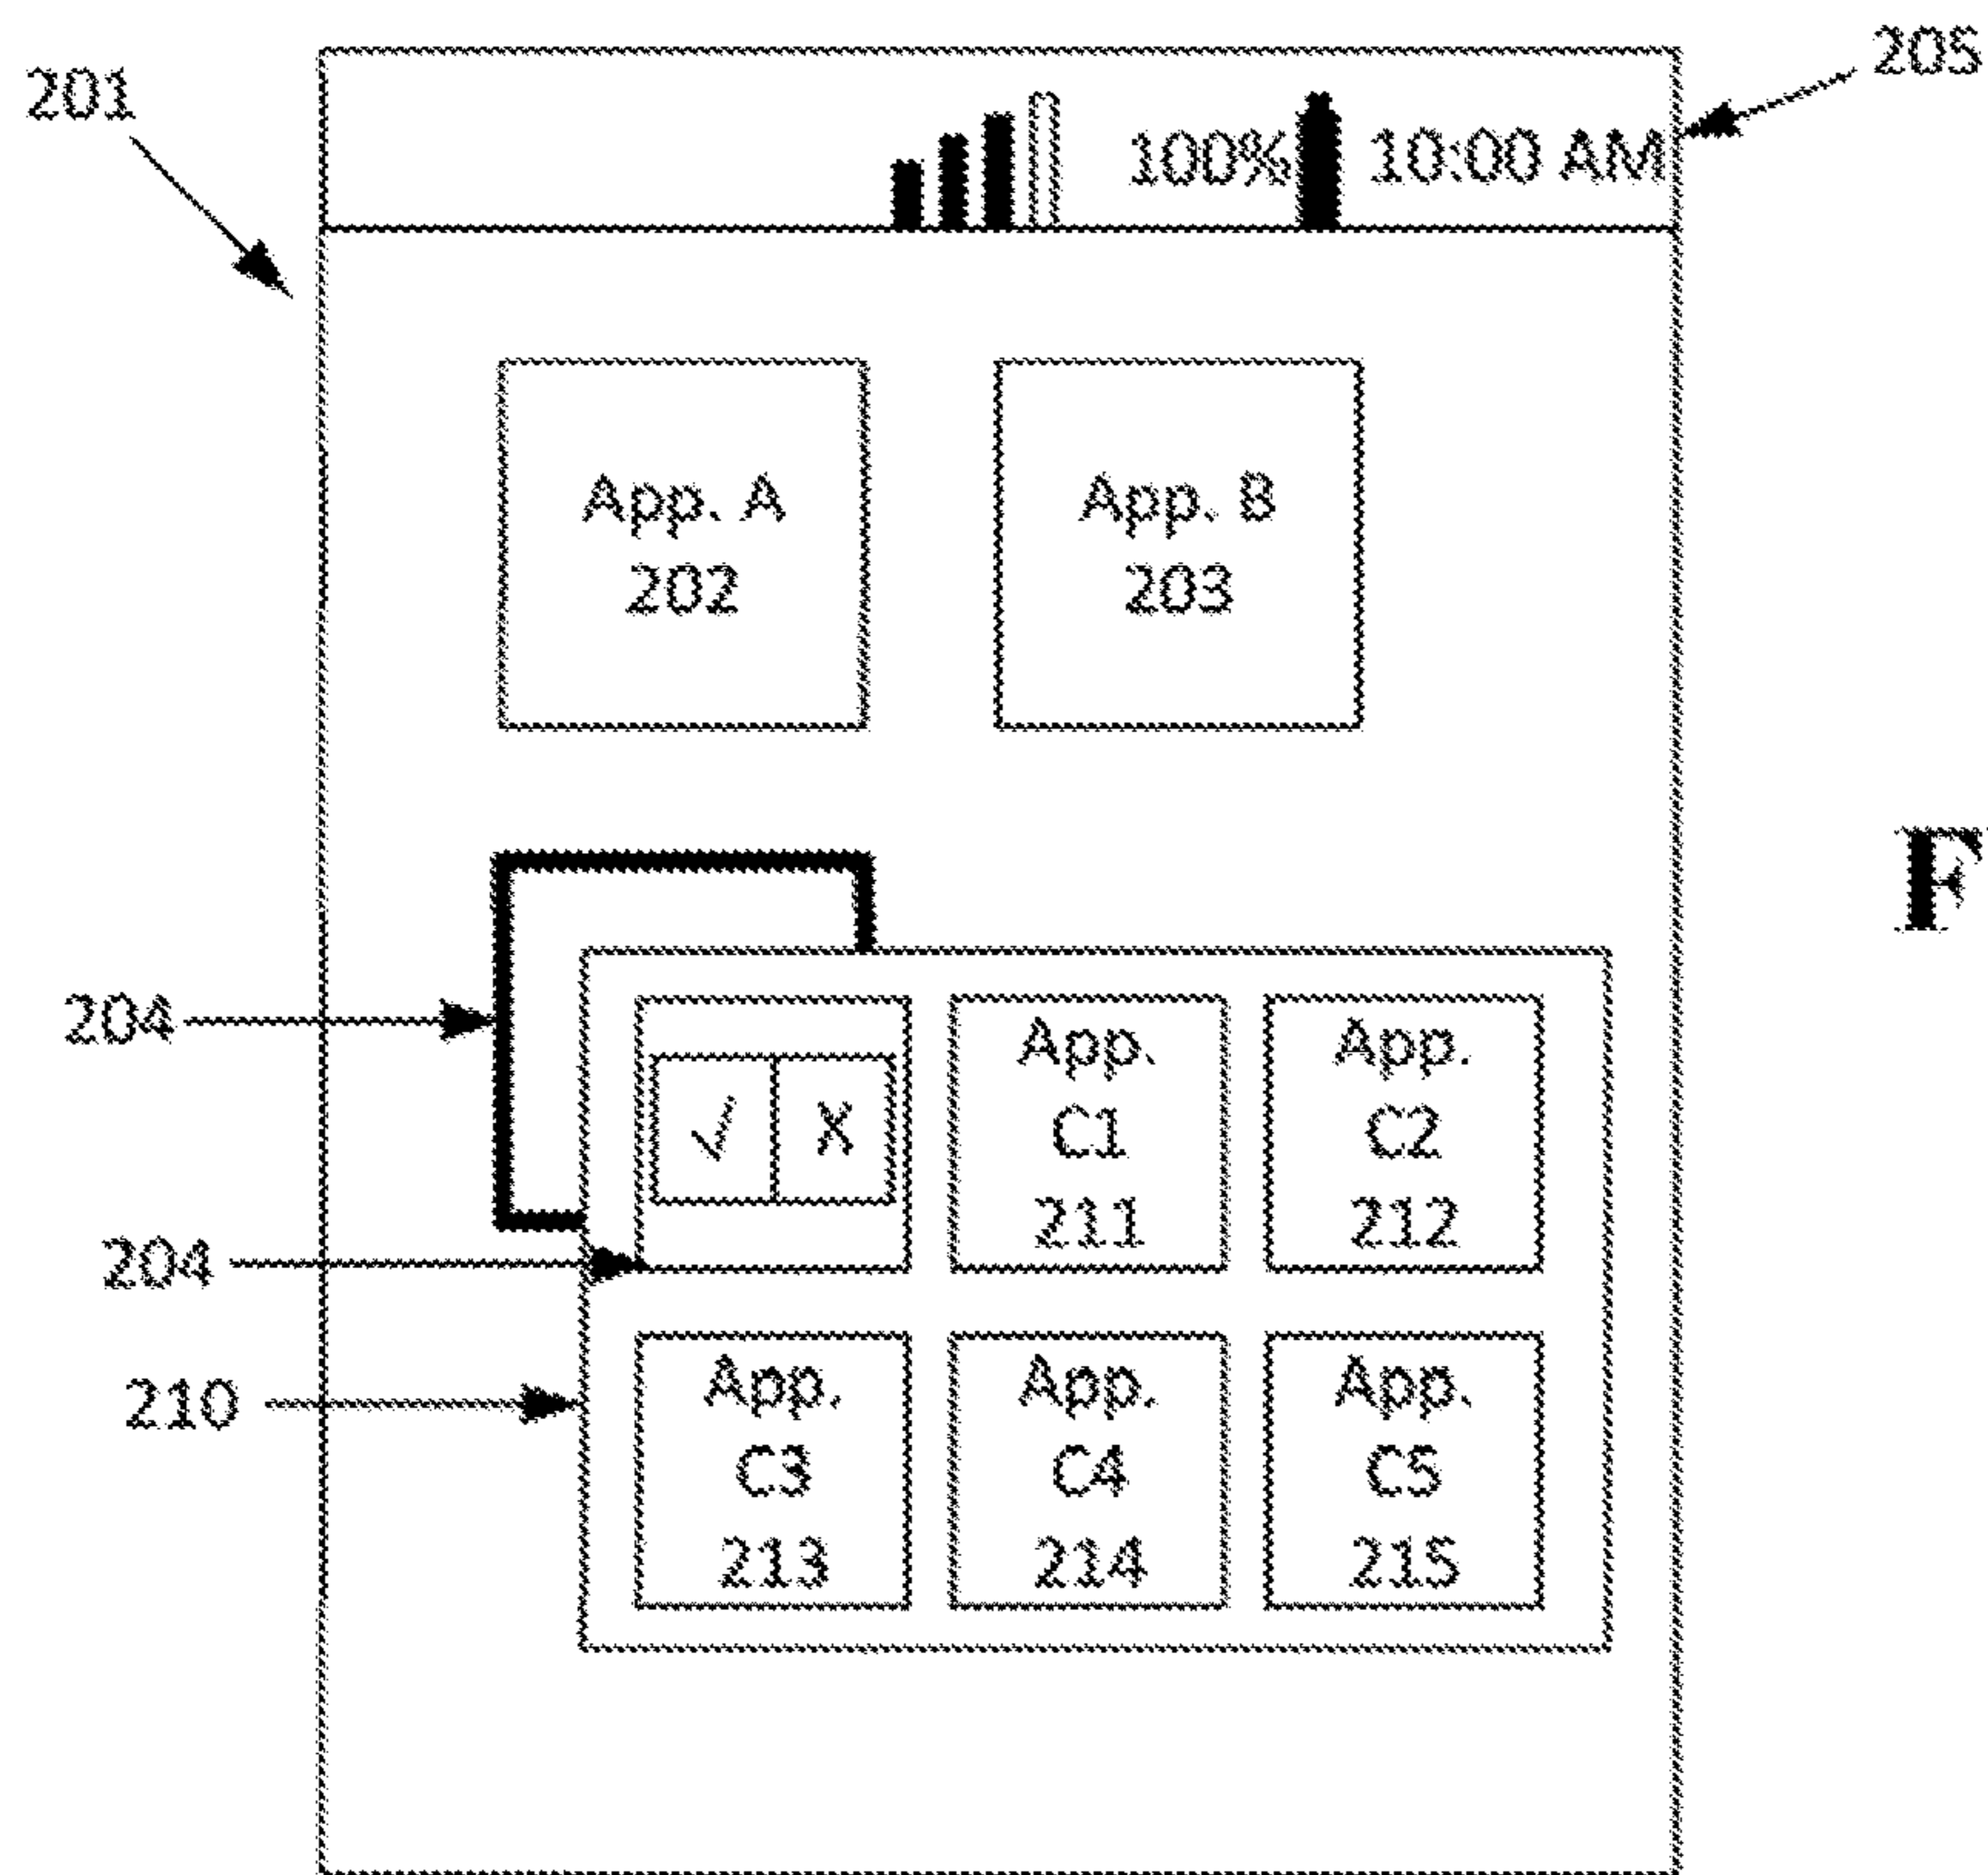 201
205
100% 10:00 AM
App. A
202
App. B
203
F
204
√ X
App.
C1
211
App.
C2
212
204
210
App.
C3
213
App.
C4
214
App.
C5
215